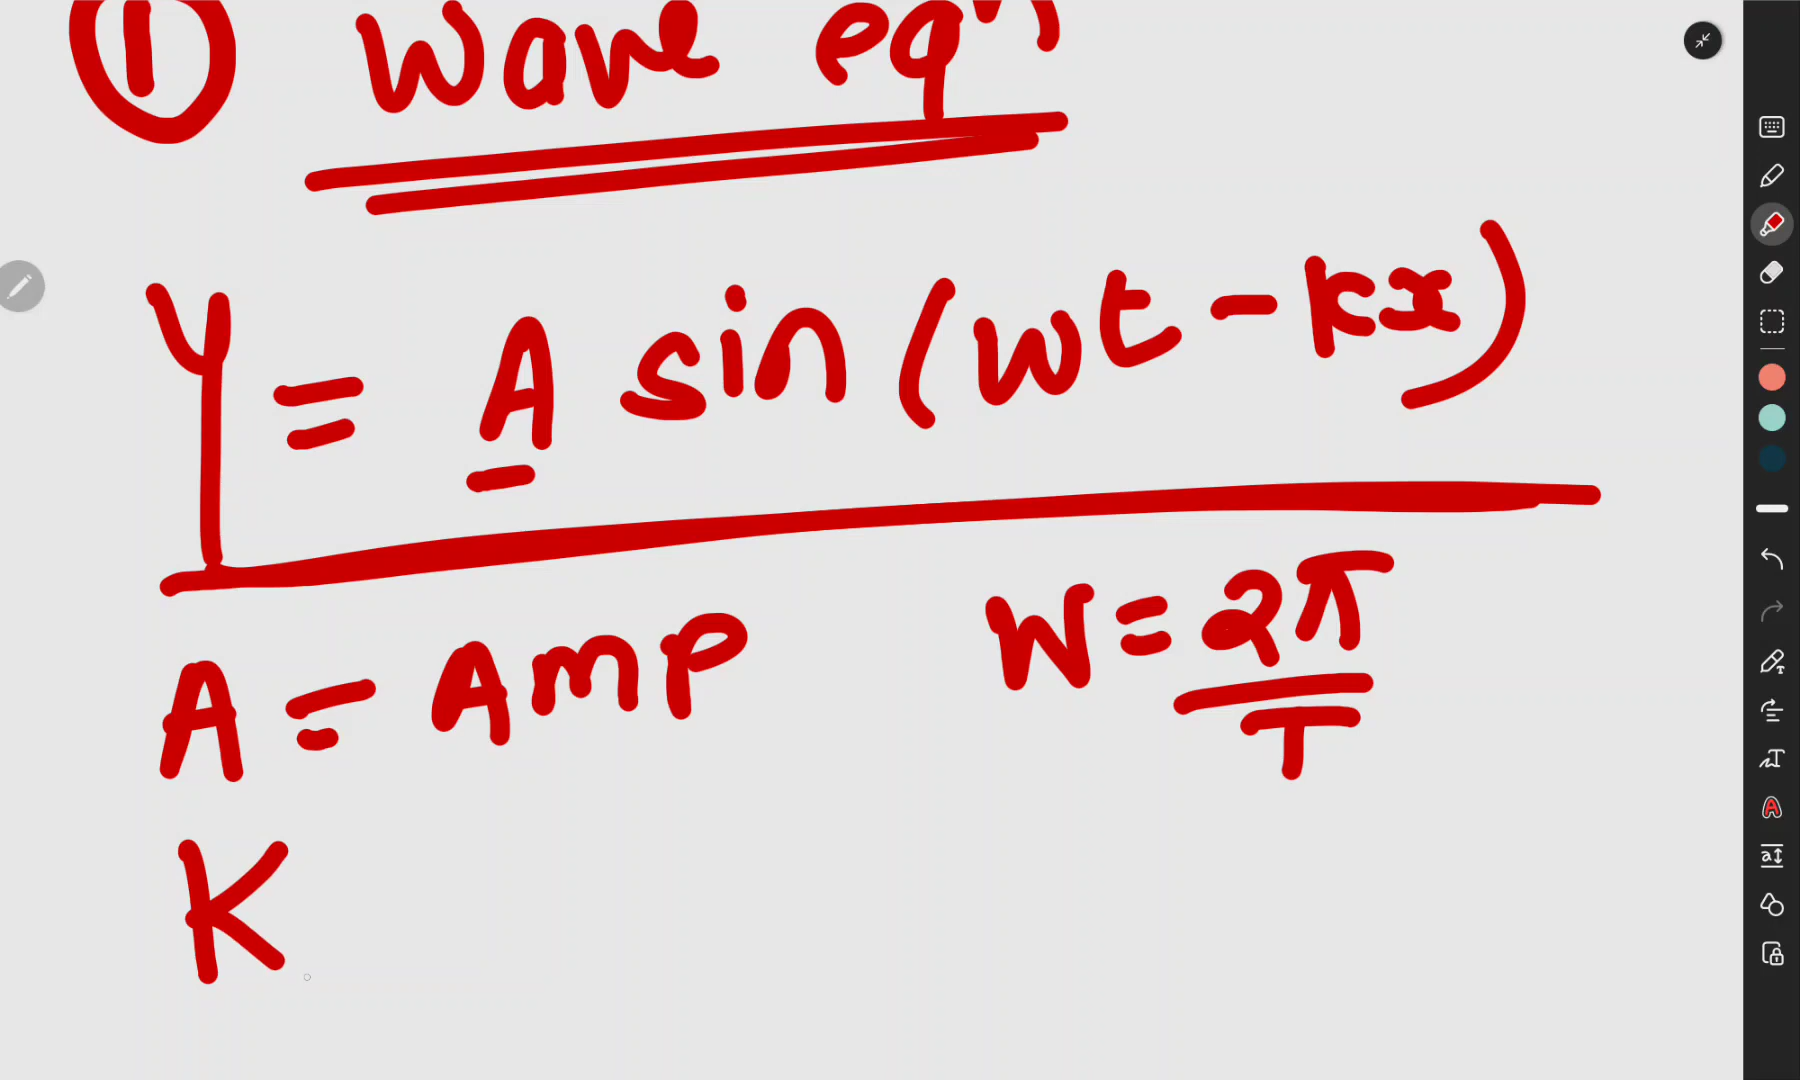 ① Wave eqⁿ
y = A sin(wt - kx)
A = Amp
W = 2π/T
K